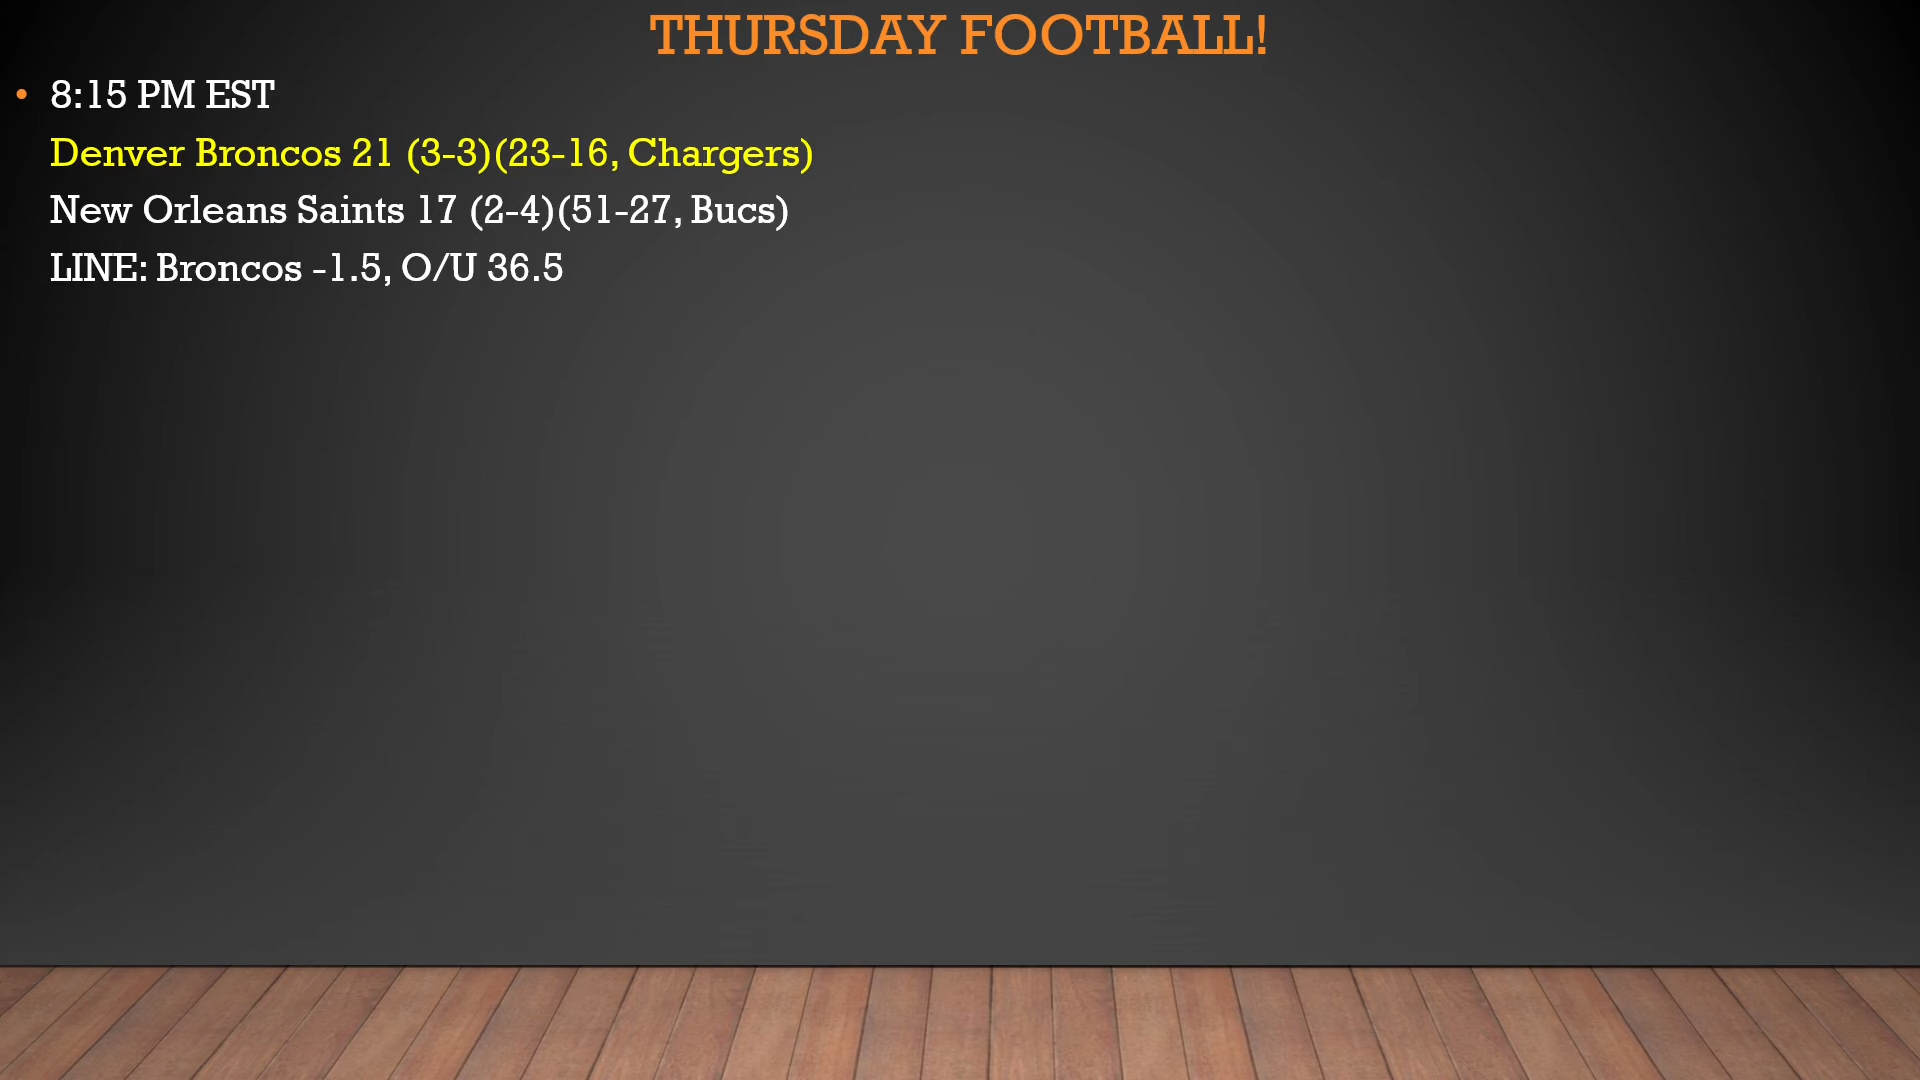 THURSDAY FOOTBALL!
• 8:15 PM EST
Denver Broncos 21 (3-3)(23-16, Chargers)
New Orleans Saints 17 (2-4)(51-27, Bucs)
LINE: Broncos -1.5, O/U 36.5